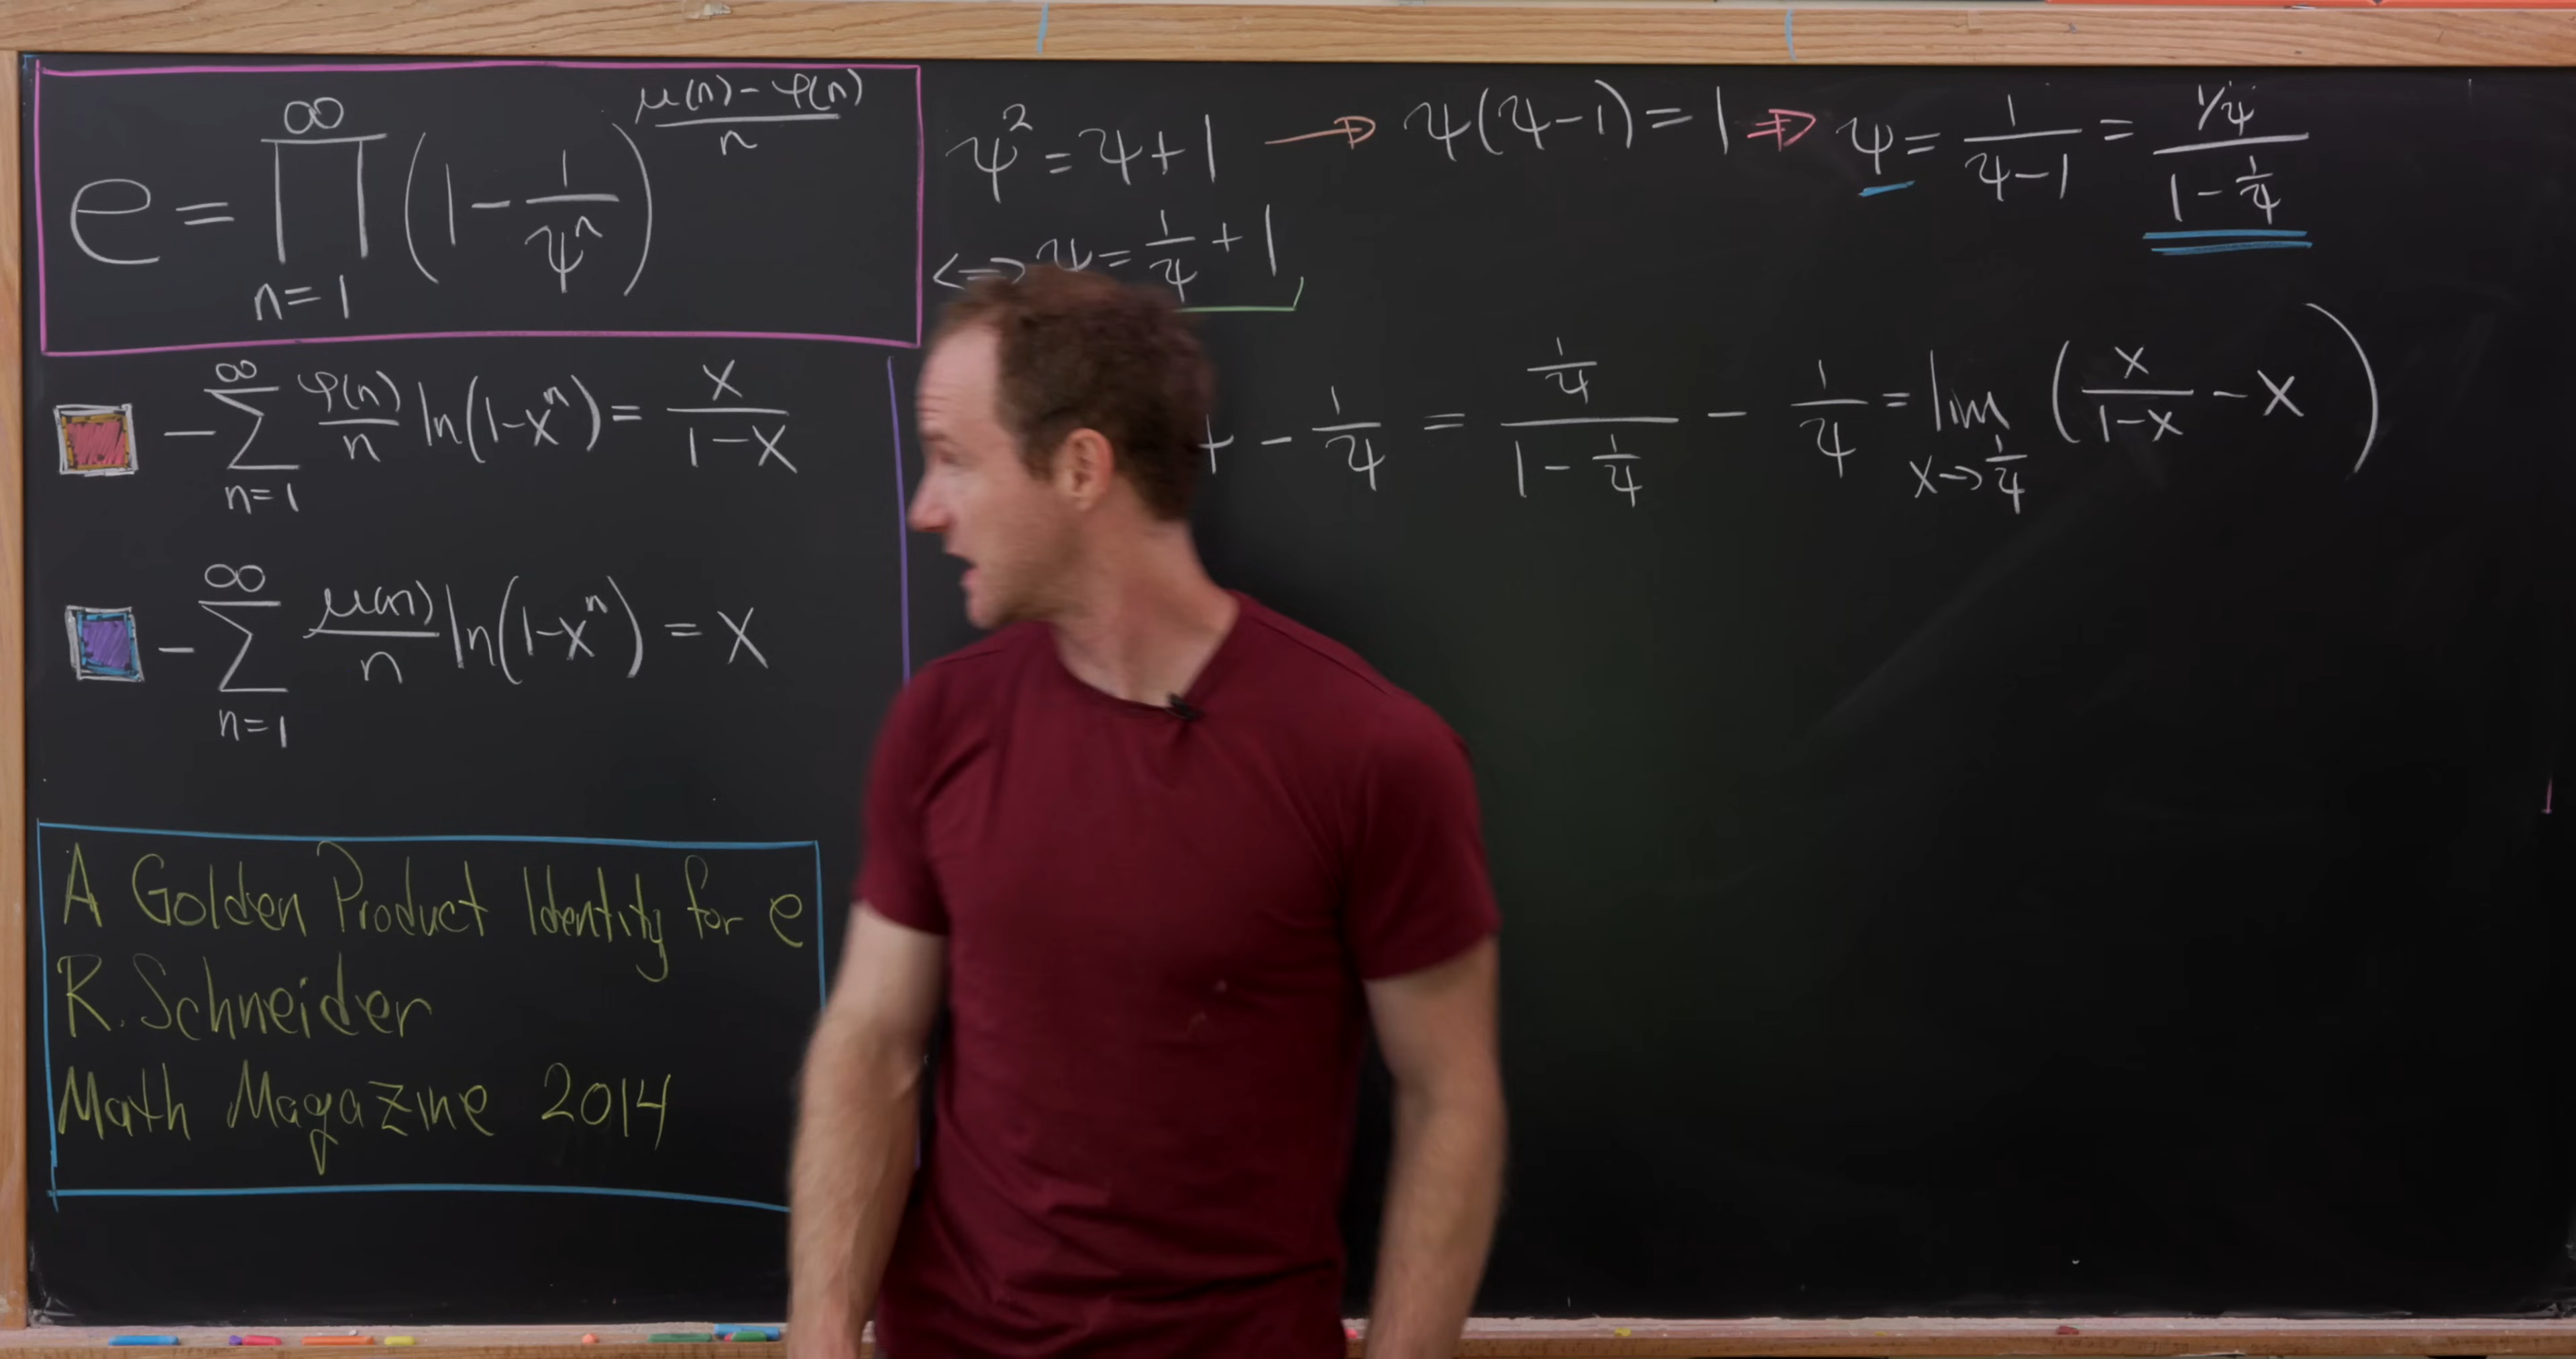 e = ∏_{n=1}^{∞} (1 - 1/ψ^n)^{(μ(n) - φ(n))/n}
- ∑_{n=1}^{∞} φ(n)/n ln(1-x^n) = x/(1-x)
- ∑_{n=1}^{∞} μ(n)/n ln(1-x^n) = x
A Golden Product Identity for e
R. Schneider
Math Magazine 2014
ψ² = ψ + 1 → ψ(ψ-1) = 1 ⇒ ψ = 1/(ψ-1) = (1/ψ)/(1 - 1/ψ)
<=> ψ = 1/ψ + 1
- 1/ψ = (1/ψ)/(1 - 1/ψ) - 1/ψ = lim_{x→1/ψ} (x/(1-x) - x)